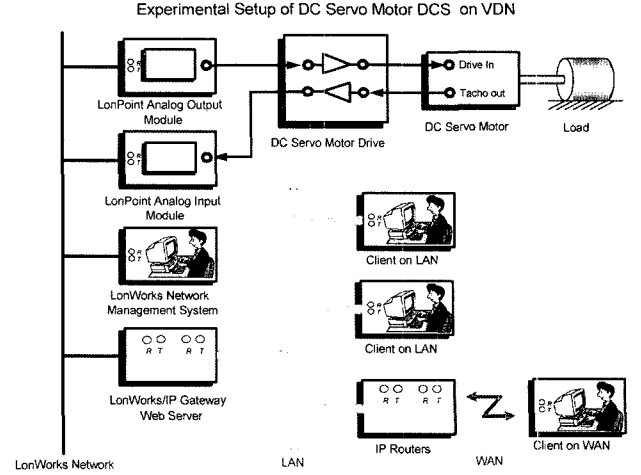 Experimental Setup of DC Servo Motor DCS on VDN
R
T
LonPoint Analog Output
Module
DC Servo Motor Drive
Drive In
Tacho out
DC Servo Motor
Load
R
T
LonPoint Analog Input
Module
R
T
LonWorks Network
Management System
R T R T
LonWorks/IP Gateway
Web Server
R
T
Client on LAN
R
T
Client on LAN
R T R T
IP Routers
R
T
Client on WAN
LonWorks Network
LAN
WAN